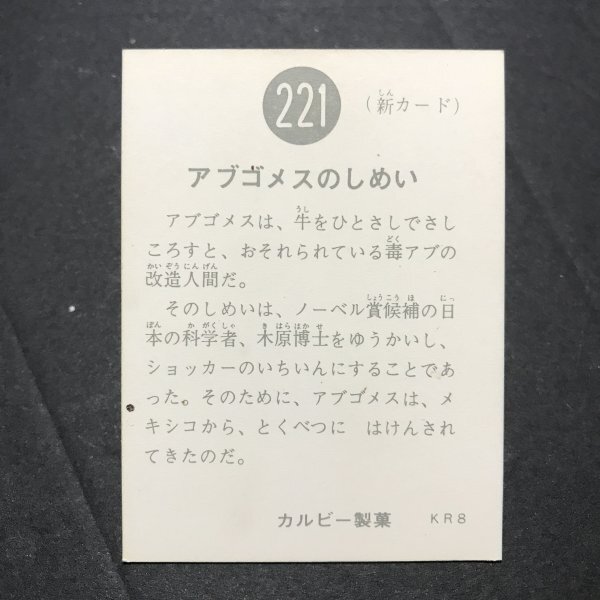 221
(新カード)
アブゴメスのしめい
アブゴメスは、牛をひとさしでさし
ころすと、おそれられている毒アブの
改造人間だ。
そのしめいは、ノーベル賞候補の日
本の科学者、木原博士をゆうかいし、
ショッカーのいちいんにすることであ
った。そのために、アブゴメスは、メ
キシコから、とくべつに　はけんされ
てきたのだ。
カルビー製菓 KR8